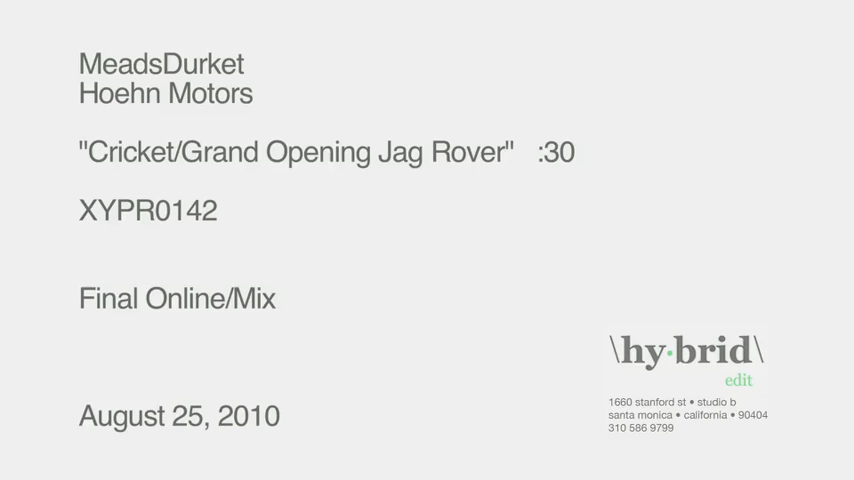 MeadsDurket
Hoehn Motors
"Cricket/Grand Opening Jag Rover" :30
XYPR0142
Final Online/Mix
August 25, 2010
\hy·brid\
edit
1660 stanford st • studio b
santa monica • california • 90404
310 586 9799